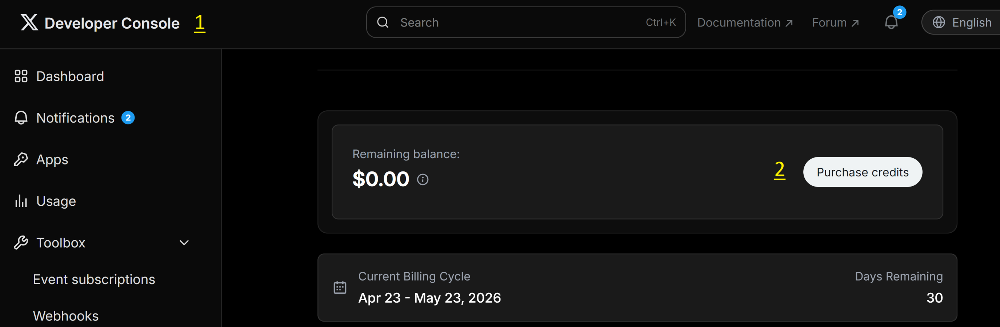 Developer Console 1
Search Ctrl+K
Documentation
Forum
2
English
Dashboard
Notifications 2
Apps
Usage
Toolbox
Event subscriptions
Webhooks
Remaining balance:
$0.00
2 Purchase credits
Current Billing Cycle
Apr 23 - May 23, 2026
Days Remaining
30